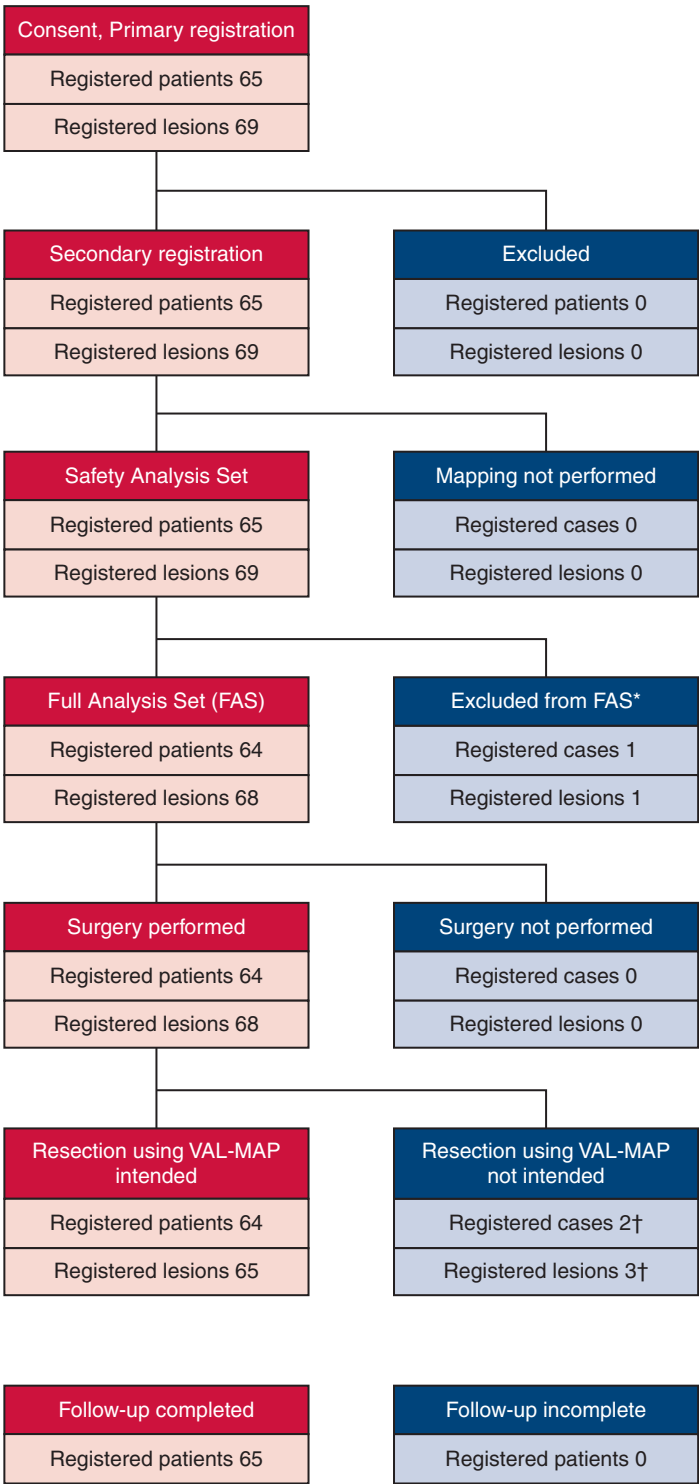 Consent, Primary registration
Registered patients 65
Registered lesions 69
Secondary registration
Registered patients 65
Registered lesions 69
Excluded
Registered patients 0
Registered lesions 0
Safety Analysis Set
Registered patients 65
Registered lesions 69
Mapping not performed
Registered cases 0
Registered lesions 0
Full Analysis Set (FAS)
Registered patients 64
Registered lesions 68
Excluded from FAS*
Registered cases 1
Registered lesions 1
Surgery performed
Registered patients 64
Registered lesions 68
Surgery not performed
Registered cases 0
Registered lesions 0
Resection using VAL-MAP
intended
Registered patients 64
Registered lesions 65
Resection using VAL-MAP
not intended
Registered cases 2†
Registered lesions 3†
Follow-up completed
Registered patients 65
Follow-up incomplete
Registered patients 0